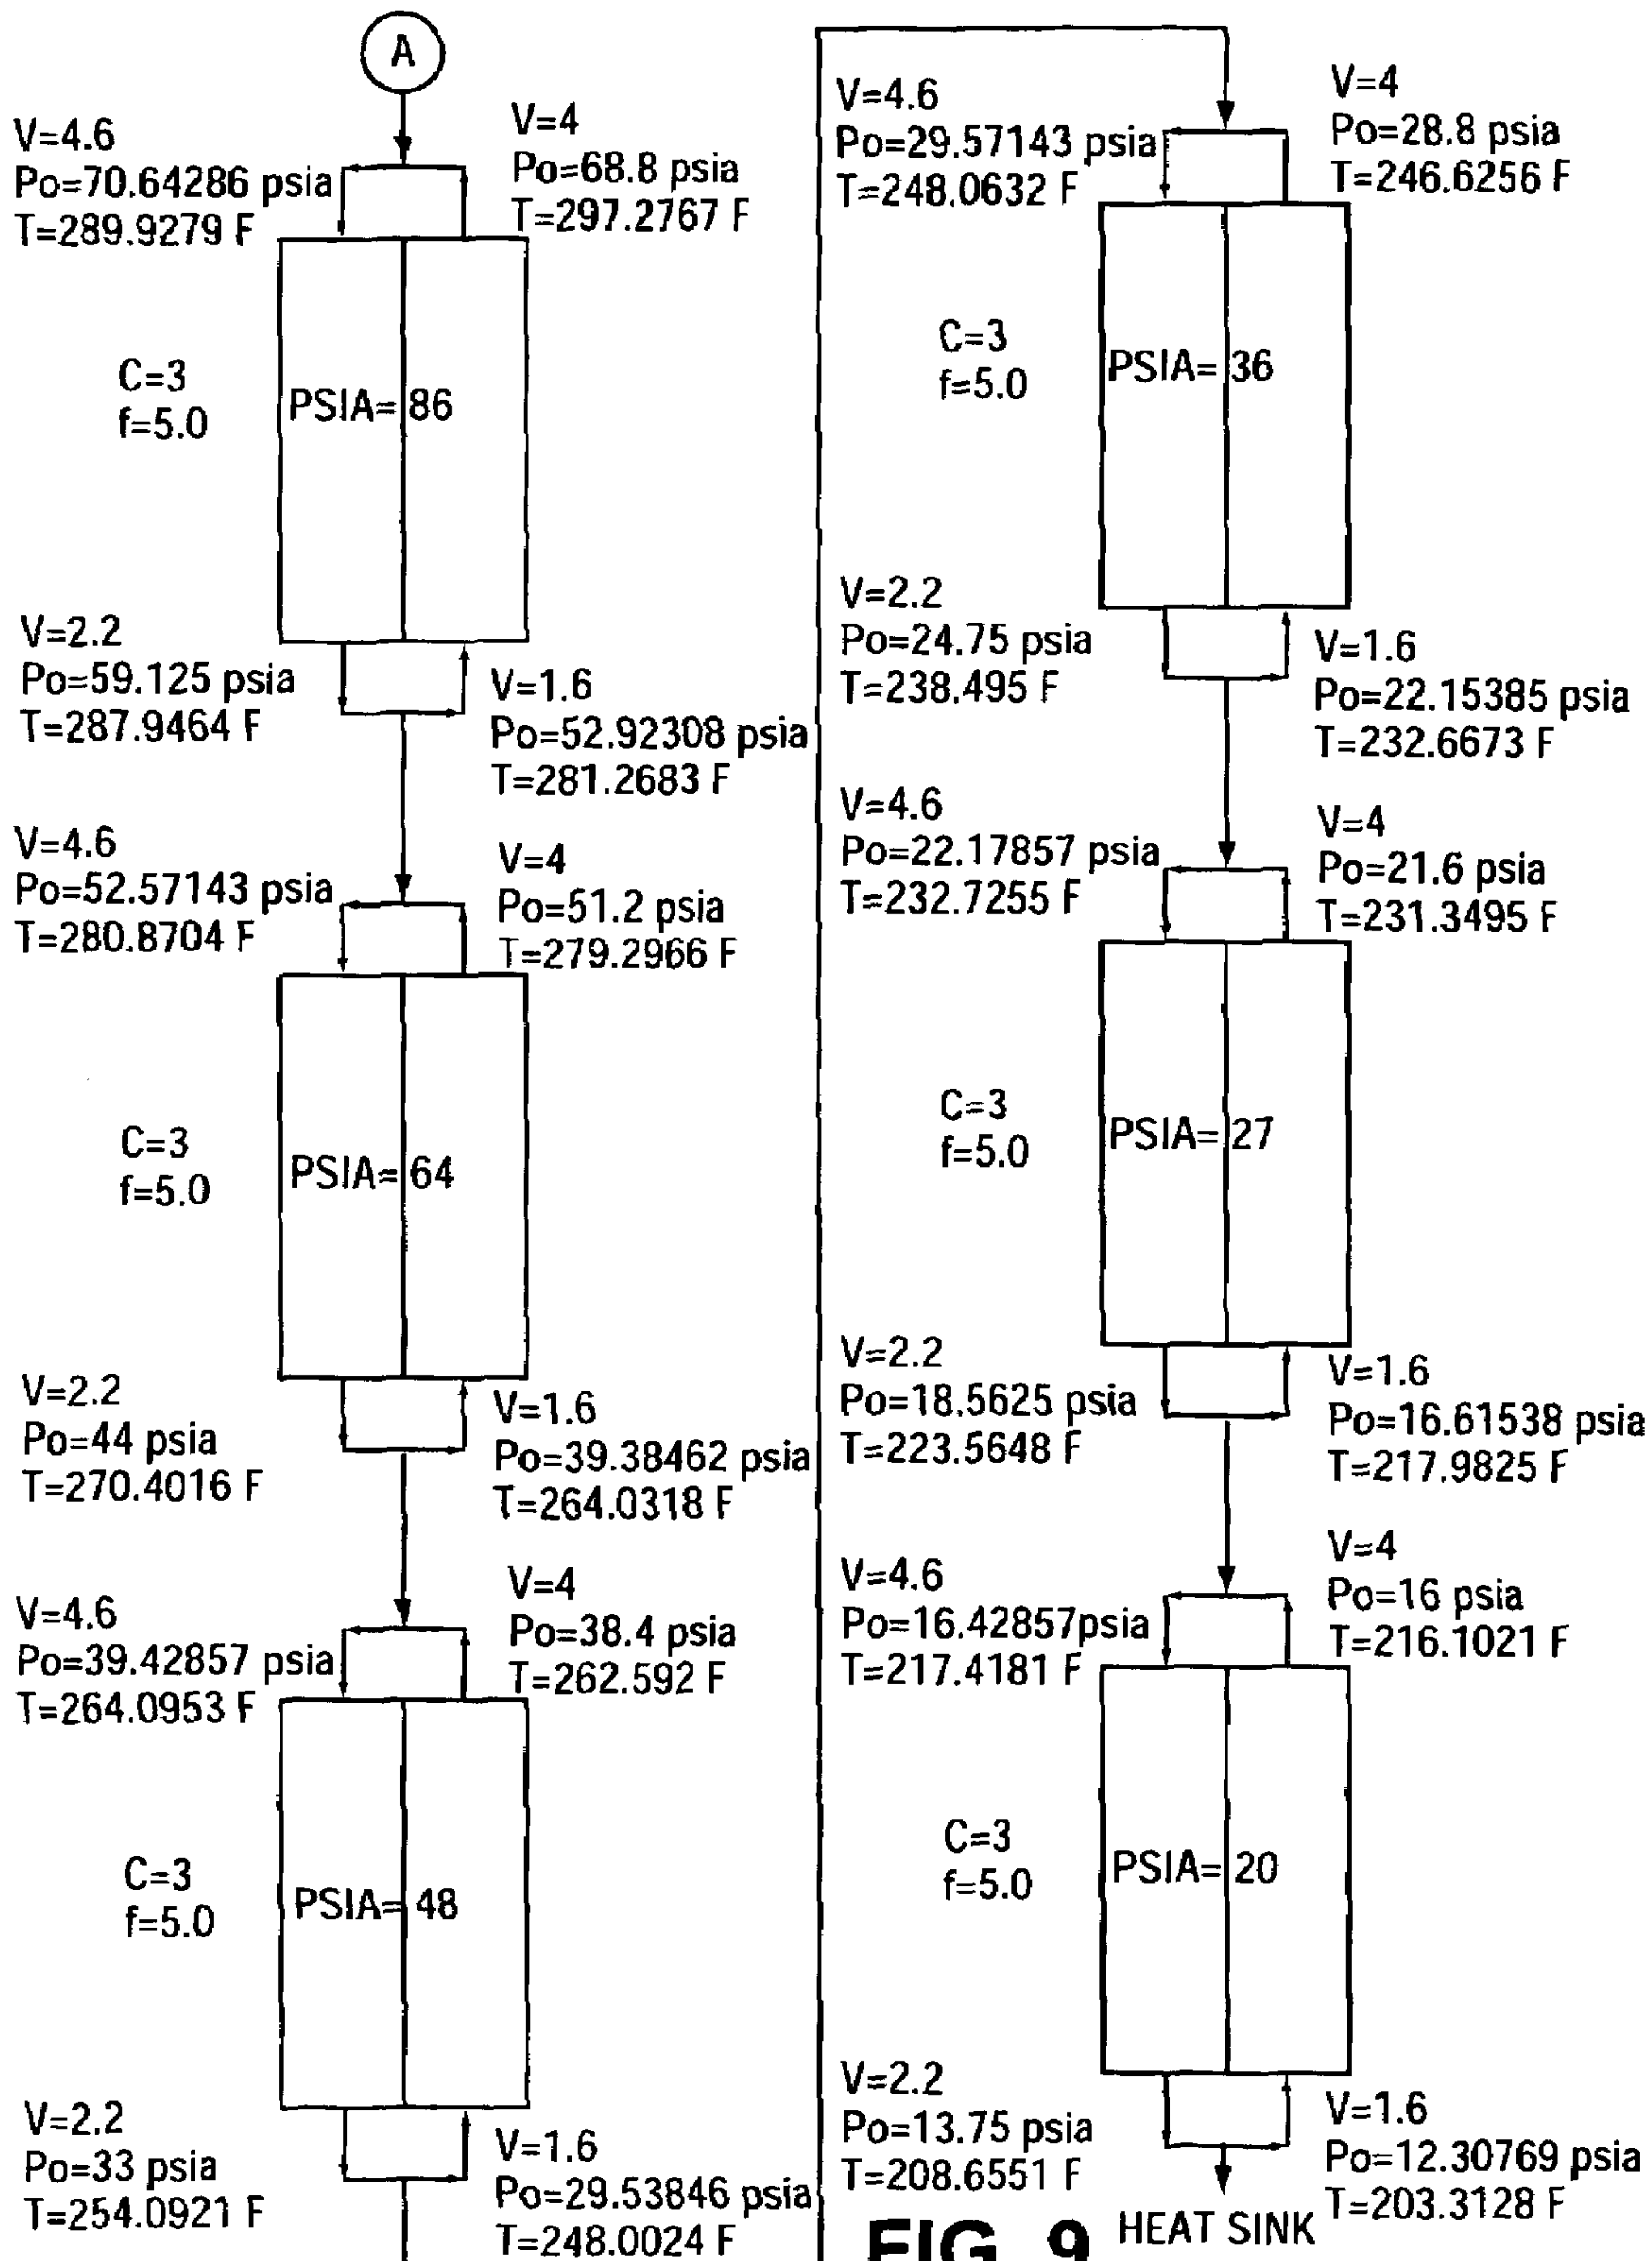 A
V=4.6
Po=70.64286 psia
T=289.9279 F
V=4
Po=68.8 psia
T=297.2767 F
C=3
f=5.0
PSIA= 86
V=2.2
Po=59.125 psia
T=287.9464 F
V=1.6
Po=52.92308 psia
T=281.2683 F
V=4.6
Po=52.57143 psia
T=280.8704 F
V=4
Po=51.2 psia
T=279.2966 F
C=3
f=5.0
PSIA= 64
V=2.2
Po=44 psia
T=270.4016 F
V=1.6
Po=39.38462 psia
T=264.0318 F
V=4.6
Po=39.42857 psia
T=264.0953 F
V=4
Po=38.4 psia
T=262.592 F
C=3
f=5.0
PSIA= 48
V=2.2
Po=33 psia
T=254.0921 F
V=1.6
Po=29.53846 psia
T=248.0024 F
V=4.6
Po=29.57143 psia
T=248.0632 F
V=4
Po=28.8 psia
T=246.6256 F
C=3
f=5.0
PSIA= 36
V=2.2
Po=24.75 psia
T=238.495 F
V=1.6
Po=22.15385 psia
T=232.6673 F
V=4.6
Po=22.17857 psia
T=232.7255 F
V=4
Po=21.6 psia
T=231.3495 F
C=3
f=5.0
PSIA= 27
V=2.2
Po=18.5625 psia
T=223.5648 F
V=1.6
Po=16.61538 psia
T=217.9825 F
V=4.6
Po=16.42857psia
T=217.4181 F
V=4
Po=16 psia
T=216.1021 F
C=3
f=5.0
PSIA= 20
V=2.2
Po=13.75 psia
T=208.6551 F
V=1.6
Po=12.30769 psia
T=203.3128 F
HEAT SINK
FIG. 9